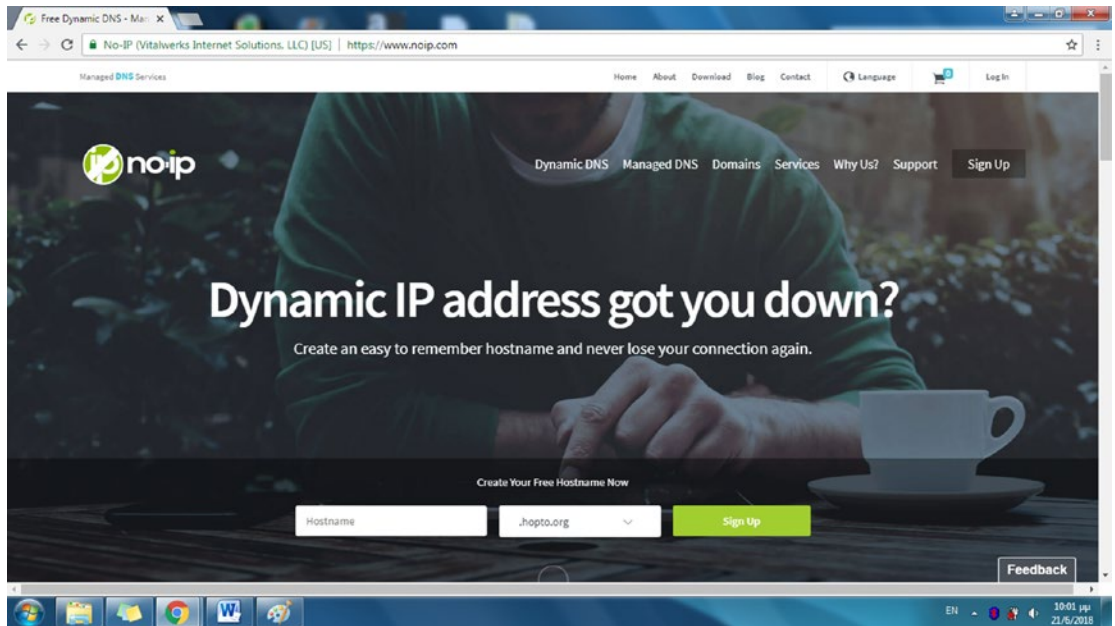 Free Dynamic DNS - Man
No-IP (Vitalwerks Internet Solutions, LLC) [US] | https://www.noip.com
Managed DNS Services Home About Download Blog Contact Language 0 Log In
no-ip Dynamic DNS Managed DNS Domains Services Why Us? Support Sign Up
Dynamic IP address got you down?
Create an easy to remember hostname and never lose your connection again.
Create Your Free Hostname Now
Hostname .hopto.org Sign Up
Feedback
W EN 10:01 μμ
21/6/2018